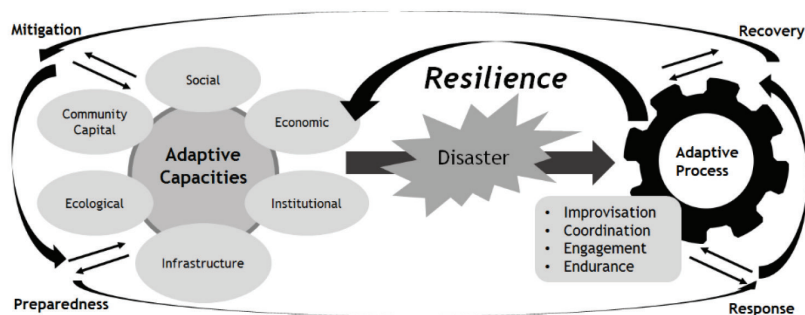 Mitigation
Recovery
Social
Resilience
Community
Capital
Economic
Adaptive
Capacities
Disaster
Adaptive
Process
Ecological
Institutional
• Improvisation
• Coordination
• Engagement
• Endurance
Infrastructure
Preparedness
Response